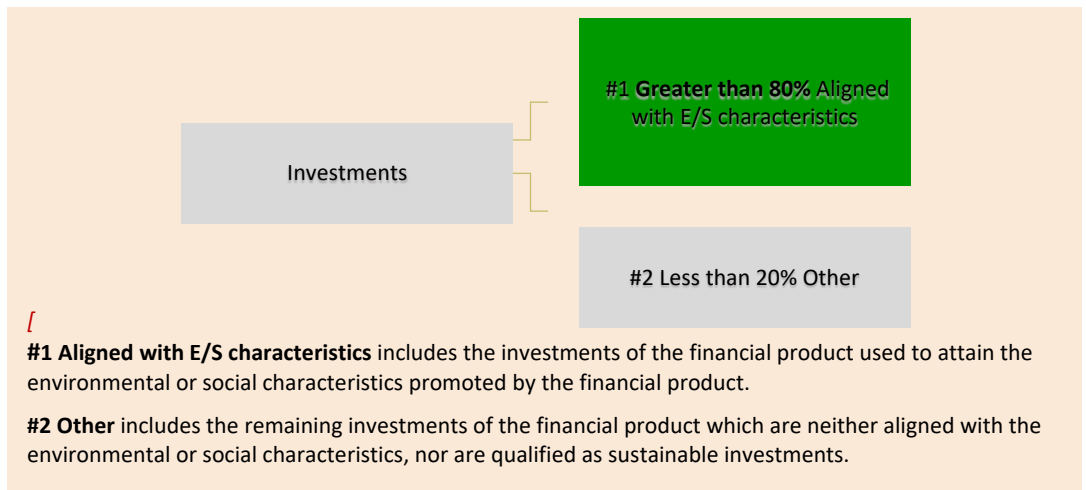 #1 Greater than 80% Aligned
with E/S characteristics
Investments
#2 Less than 20% Other
[
#1 Aligned with E/S characteristics includes the investments of the financial product used to attain the
environmental or social characteristics promoted by the financial product.
#2 Other includes the remaining investments of the financial product which are neither aligned with the
environmental or social characteristics, nor are qualified as sustainable investments.